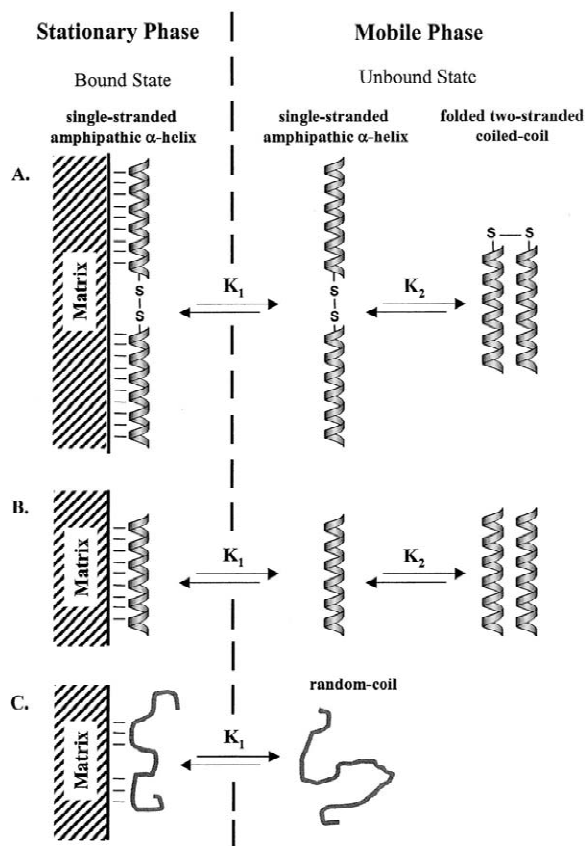 Stationary Phase
Mobile Phase
Bound State
Unbound State
single-stranded
amphipathic α-helix
single-stranded
amphipathic α-helix
folded two-stranded
coiled-coil
A.
Matrix
S
S
K1
S
S
K2
S — S
B.
Matrix
K1
K2
C.
Matrix
K1
random-coil